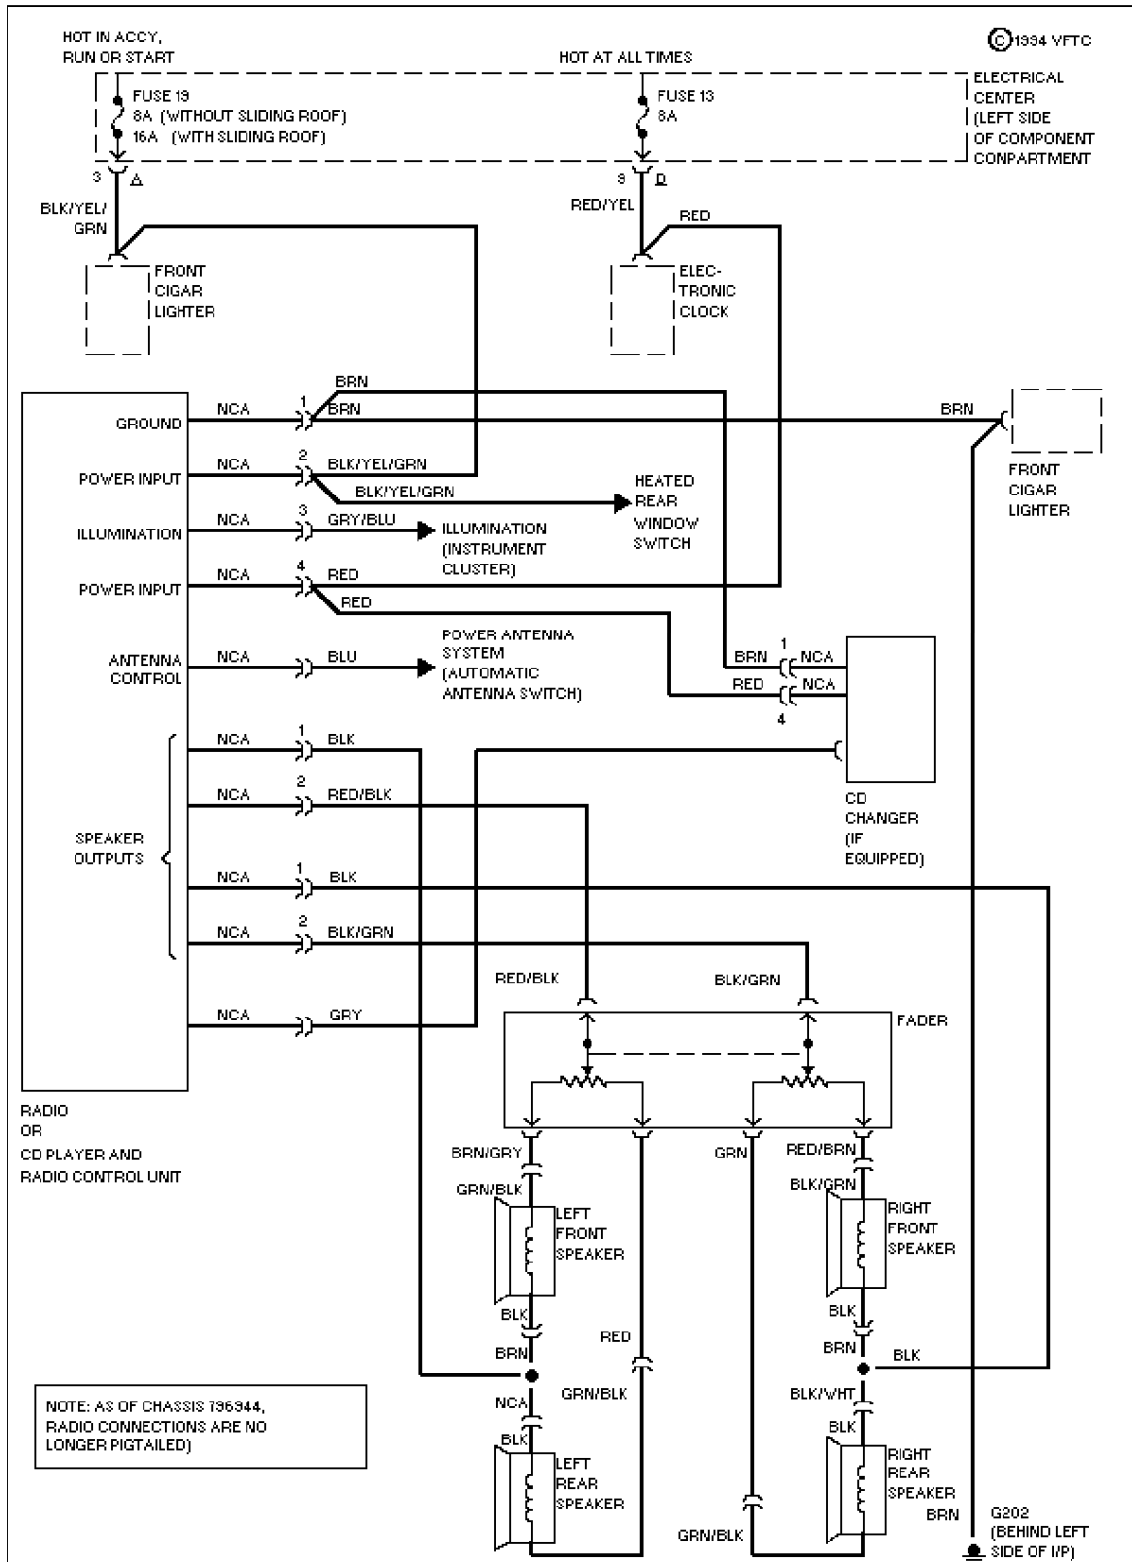 HOT IN ACCY,
RUN OR START
HOT AT ALL TIMES
© 1994 VFTC
FUSE 19
8A (WITHOUT SLIDING ROOF)
16A (WITH SLIDING ROOF)
FUSE 13
8A
ELECTRICAL
CENTER
(LEFT SIDE
OF COMPONENT
CONPARTMENT
3 A
9 D
BLK/YEL/
GRN
RED/YEL
RED
FRONT
CIGAR
LIGHTER
ELEC-
TRONIC
CLOCK
GROUND
NCA
1
BRN
BRN
BRN
FRONT
CIGAR
LIGHTER
POWER INPUT
NCA
2
BLK/YEL/GRN
BLK/YEL/GRN
HEATED
REAR
WINDOW
SWITCH
ILLUMINATION
NCA
3
GRY/BLU
ILLUMINATION
(INSTRUMENT
CLUSTER)
POWER INPUT
NCA
4
RED
RED
ANTENNA
CONTROL
NCA
BLU
POWER ANTENNA
SYSTEM
(AUTOMATIC
ANTENNA SWITCH)
BRN
1
NCA
RED
4
NCA
CD
CHANGER
(IF
EQUIPPED)
SPEAKER
OUTPUTS
NCA
1
BLK
NCA
2
RED/BLK
NCA
1
BLK
NCA
2
BLK/GRN
NCA
GRY
RED/BLK
BLK/GRN
FADER
RADIO
OR
CD PLAYER AND
RADIO CONTROL UNIT
BRN/GRY
GRN/BLK
GRN
RED/BRN
BLK/GRN
LEFT
FRONT
SPEAKER
RIGHT
FRONT
SPEAKER
BLK
BRN
RED
GRN/BLK
BLK
BRN
BLK
NCA
BLK
BLK/WHT
BLK
LEFT
REAR
SPEAKER
RIGHT
REAR
SPEAKER
GRN/BLK
BRN
G202
(BEHIND LEFT
SIDE OF I/P)
NOTE: AS OF CHASSIS 796944,
RADIO CONNECTIONS ARE NO
LONGER PIGTAILED)